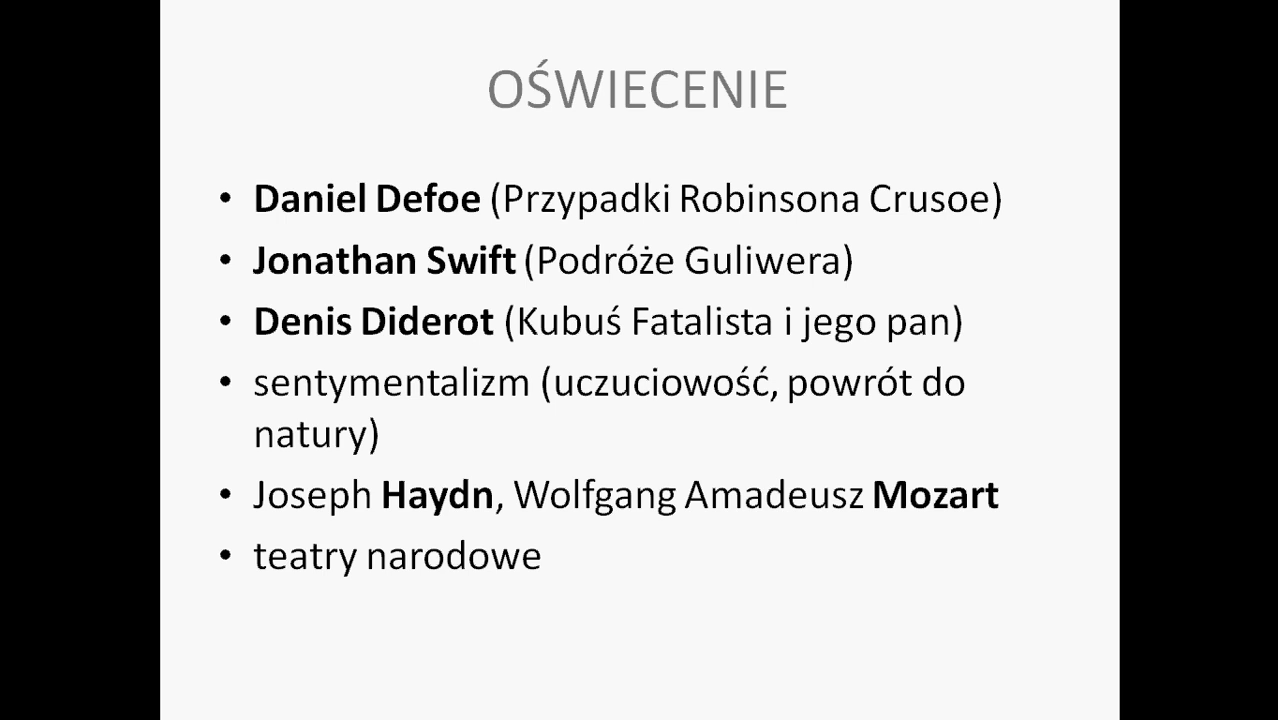 OŚWIECENIE
• Daniel Defoe (Przypadki Robinsona Crusoe)
• Jonathan Swift (Podróże Guliwera)
• Denis Diderot (Kubuś Fatalista i jego pan)
• sentymentalizm (uczuciowość, powrót do
natury)
• Joseph Haydn, Wolfgang Amadeusz Mozart
• teatry narodowe